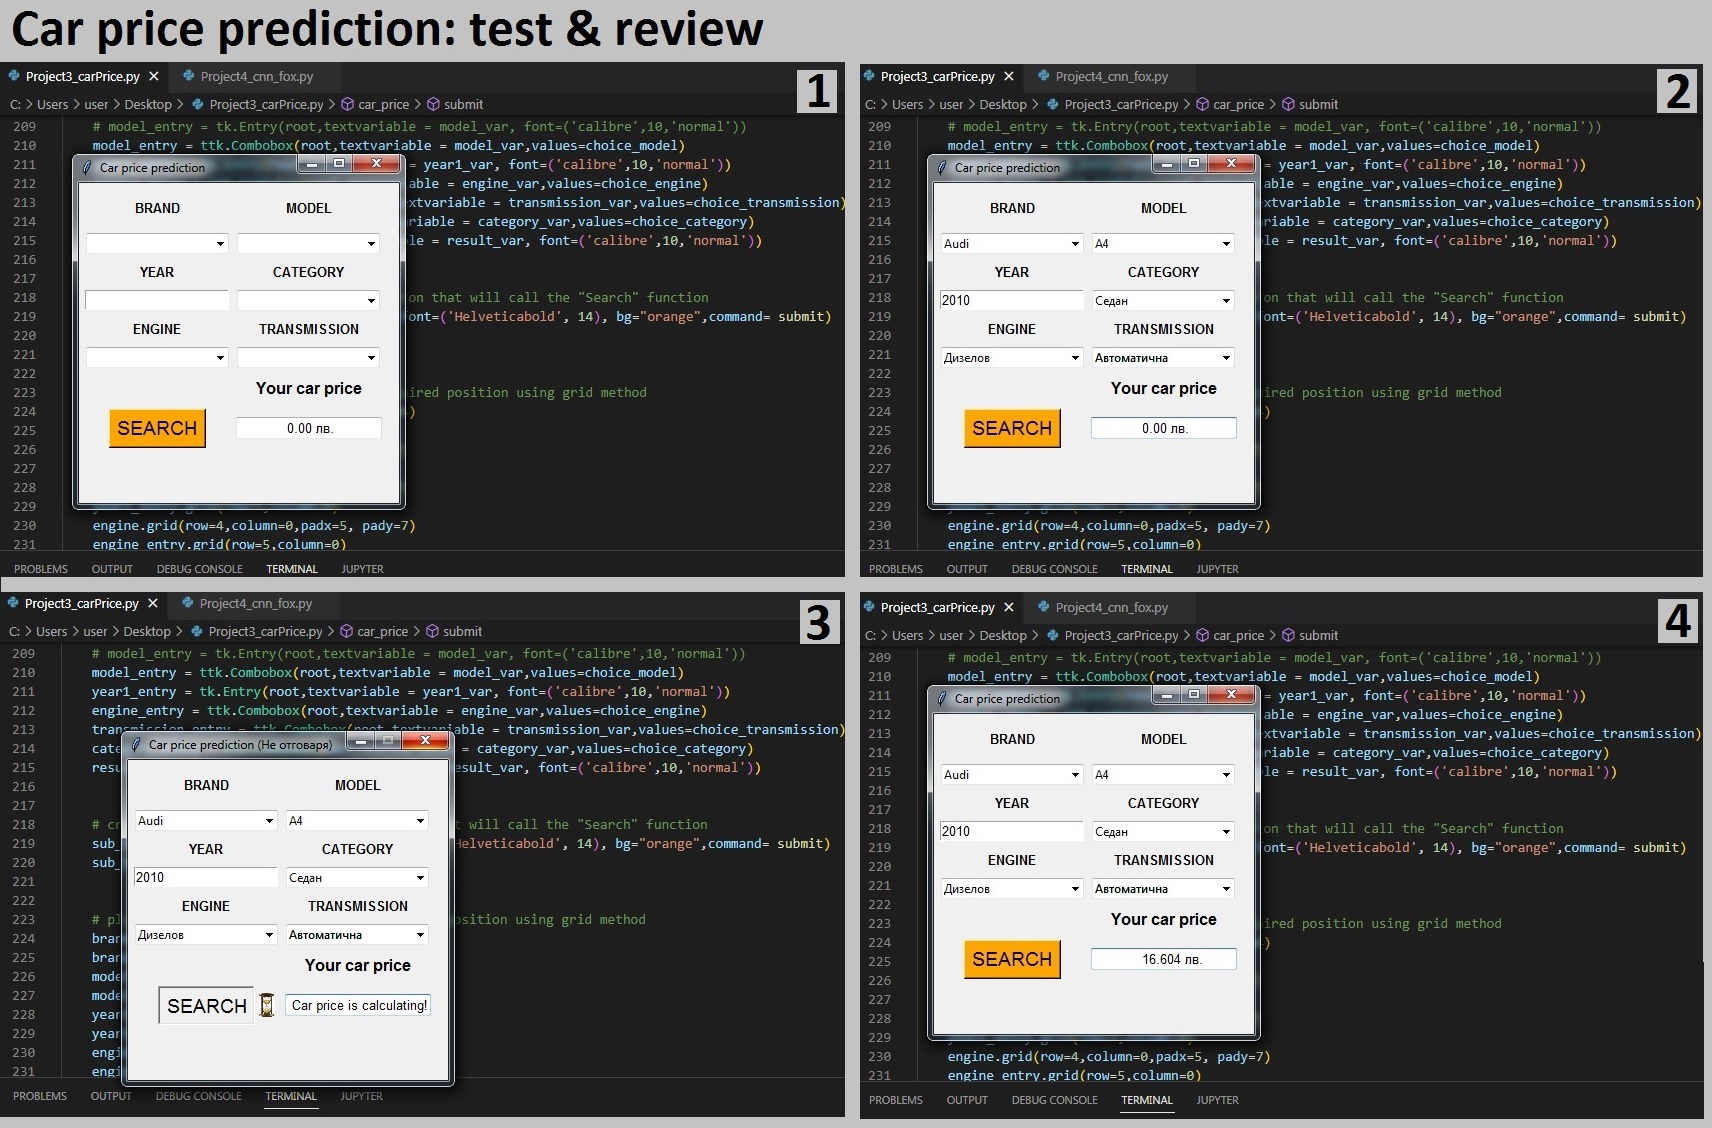 Car price prediction: test & review
Project3_carPrice.py × Project4_cnn_fox.py
1
C: > Users > user > Desktop > Project3_carPrice.py > car_price > submit
209 # model_entry = tk.Entry(root,textvariable = model_var, font=('calibre',10,'normal'))
210 model_entry = ttk.Combobox(root,textvariable = model_var,values=choice_model)
211 = year1_var, font=('calibre',10,'normal'))
212 able = engine_var,values=choice_engine)
213 extvariable = transmission_var,values=choice_transmission)
214 ariable = category_var,values=choice_category)
215 le = result_var, font=('calibre',10,'normal'))
216
217
218 on that will call the "Search" function
219 font=('Helveticabold', 14), bg="orange",command= submit)
220
221
222
223 ired position using grid method
224 )
225
226
227
228
229
230 engine.grid(row=4,column=0,padx=5, pady=7)
231 engine_entry.grid(row=5,column=0)
Car price prediction
BRAND MODEL
YEAR CATEGORY
ENGINE TRANSMISSION
Your car price
SEARCH 0.00 лв.
PROBLEMS OUTPUT DEBUG CONSOLE TERMINAL JUPYTER
Project3_carPrice.py × Project4_cnn_fox.py
2
C: > Users > user > Desktop > Project3_carPrice.py > car_price > submit
209 # model_entry = tk.Entry(root,textvariable = model_var, font=('calibre',10,'normal'))
210 model_entry = ttk.Combobox(root,textvariable = model_var,values=choice_model)
211 = year1_var, font=('calibre',10,'normal'))
212 able = engine_var,values=choice_engine)
213 extvariable = transmission_var,values=choice_transmission)
214 ariable = category_var,values=choice_category)
215 le = result_var, font=('calibre',10,'normal'))
216
217
218 on that will call the "Search" function
219 font=('Helveticabold', 14), bg="orange",command= submit)
220
221
222
223 ired position using grid method
224 )
225
226
227
228
229
230 engine.grid(row=4,column=0,padx=5, pady=7)
231 engine_entry.grid(row=5,column=0)
Car price prediction
BRAND MODEL
Audi A4
YEAR CATEGORY
2010 Седан
ENGINE TRANSMISSION
Дизелов Автоматична
Your car price
SEARCH 0.00 лв.
PROBLEMS OUTPUT DEBUG CONSOLE TERMINAL JUPYTER
Project3_carPrice.py × Project4_cnn_fox.py
3
C: > Users > user > Desktop > Project3_carPrice.py > car_price > submit
209 # model_entry = tk.Entry(root,textvariable = model_var, font=('calibre',10,'normal'))
210 model_entry = ttk.Combobox(root,textvariable = model_var,values=choice_model)
211 year1_entry = tk.Entry(root,textvariable = year1_var, font=('calibre',10,'normal'))
212 engine_entry = ttk.Combobox(root,textvariable = engine_var,values=choice_engine)
213 transmission_entry = ttk.Combobox(root,textvariable = transmission_var,values=choice_transmission)
214 cate = category_var,values=choice_category)
215 resu esult_var, font=('calibre',10,'normal'))
216
217
218 # cr t will call the "Search" function
219 sub_ Helveticabold', 14), bg="orange",command= submit)
220 sub_
221
222
223 # pl osition using grid method
224 bran
225 bran
226 mode
227 mode
228 year
229 year
230 engi
231 engi
Car price prediction (Не отговаря)
BRAND MODEL
Audi A4
YEAR CATEGORY
2010 Седан
ENGINE TRANSMISSION
Дизелов Автоматична
Your car price
SEARCH Car price is calculating!
PROBLEMS OUTPUT DEBUG CONSOLE TERMINAL JUPYTER
Project3_carPrice.py × Project4_cnn_fox.py
4
C: > Users > user > Desktop > Project3_carPrice.py > car_price > submit
209 # model_entry = tk.Entry(root,textvariable = model_var, font=('calibre',10,'normal'))
210 model_entry = ttk.Combobox(root,textvariable = model_var,values=choice_model)
211 = year1_var, font=('calibre',10,'normal'))
212 able = engine_var,values=choice_engine)
213 extvariable = transmission_var,values=choice_transmission)
214 ariable = category_var,values=choice_category)
215 le = result_var, font=('calibre',10,'normal'))
216
217
218 on that will call the "Search" function
219 font=('Helveticabold', 14), bg="orange",command= submit)
220
221
222
223 ired position using grid method
224 )
225
226
227
228
229
230 engine.grid(row=4,column=0,padx=5, pady=7)
231 engine_entry.grid(row=5,column=0)
Car price prediction
BRAND MODEL
Audi A4
YEAR CATEGORY
2010 Седан
ENGINE TRANSMISSION
Дизелов Автоматична
Your car price
SEARCH 16.604 лв.
PROBLEMS OUTPUT DEBUG CONSOLE TERMINAL JUPYTER